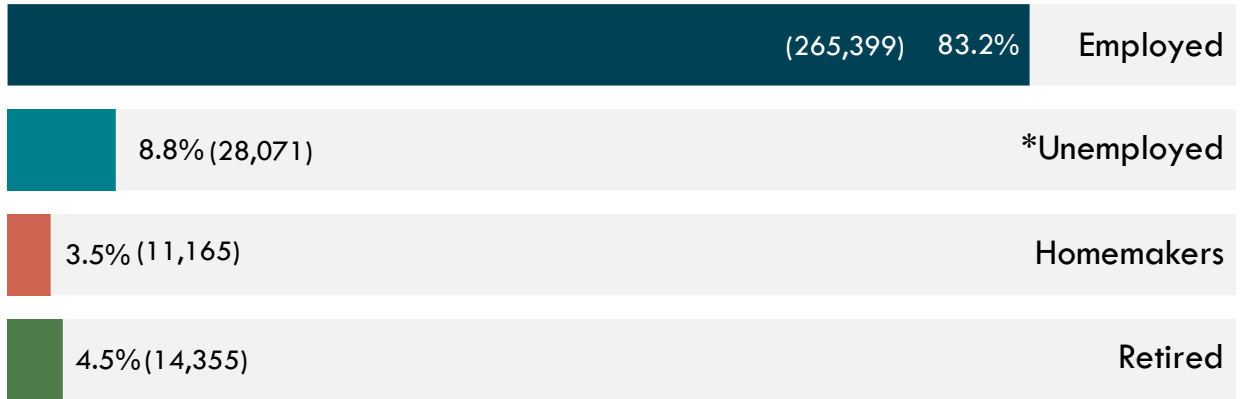 (265,399) 83.2% Employed
8.8% (28,071) *Unemployed
3.5% (11,165) Homemakers
4.5% (14,355) Retired